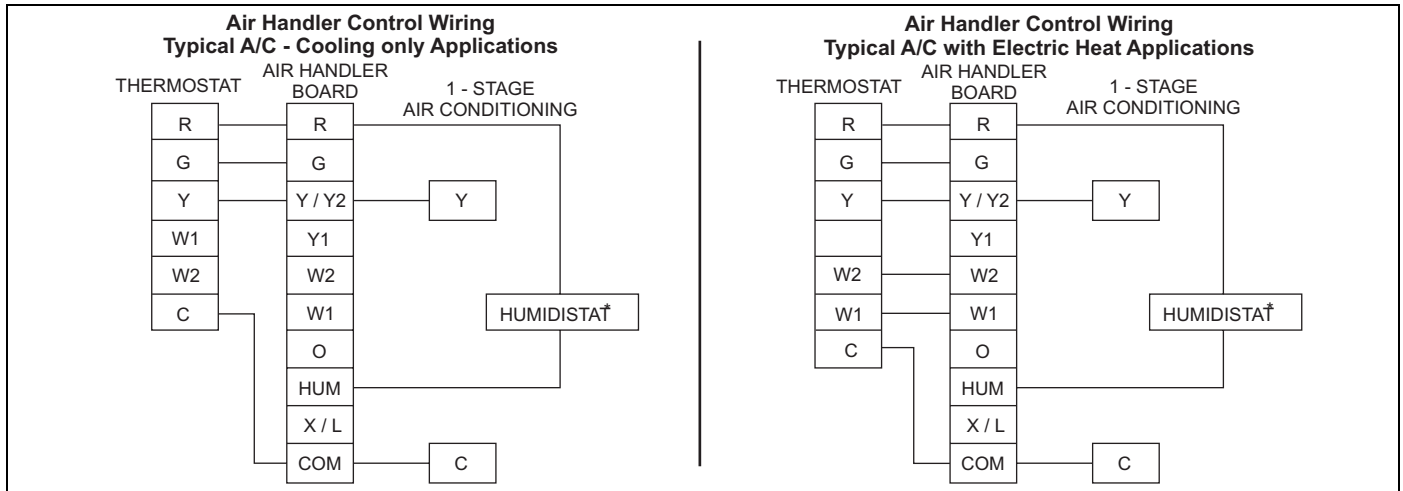 Air Handler Control Wiring
Typical A/C - Cooling only Applications
THERMOSTAT
AIR HANDLER
BOARD
1 - STAGE
AIR CONDITIONING
R
R
G
G
Y
Y / Y2
Y
W1
Y1
W2
W2
C
W1
HUMIDISTAT*
O
HUM
X / L
COM
C
Air Handler Control Wiring
Typical A/C with Electric Heat Applications
THERMOSTAT
AIR HANDLER
BOARD
1 - STAGE
AIR CONDITIONING
R
R
G
G
Y
Y / Y2
Y
Y1
W2
W2
W1
W1
HUMIDISTAT*
C
O
HUM
X / L
COM
C